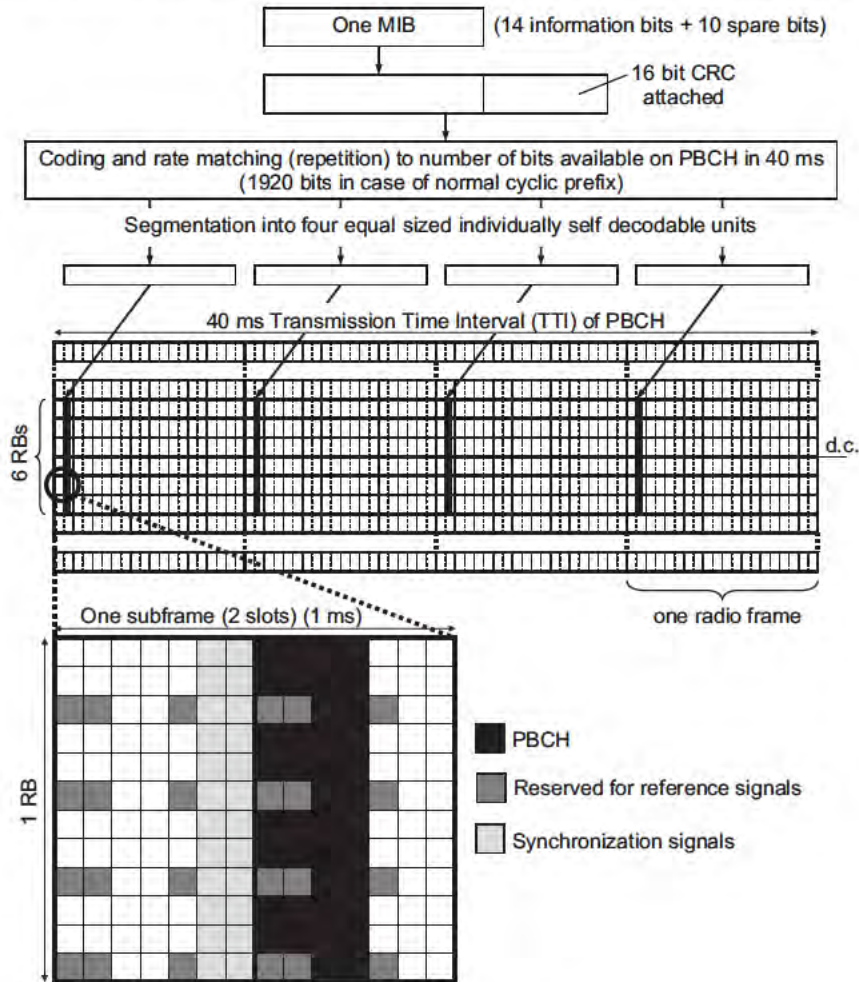 One MIB
(14 information bits + 10 spare bits)
16 bit CRC
attached
Coding and rate matching (repetition) to number of bits available on PBCH in 40 ms
(1920 bits in case of normal cyclic prefix)
Segmentation into four equal sized individually self decodable units
40 ms Transmission Time Interval (TTI) of PBCH
6 RBs
d.c.
one radio frame
One subframe (2 slots) (1 ms)
1 RB
PBCH
Reserved for reference signals
Synchronization signals